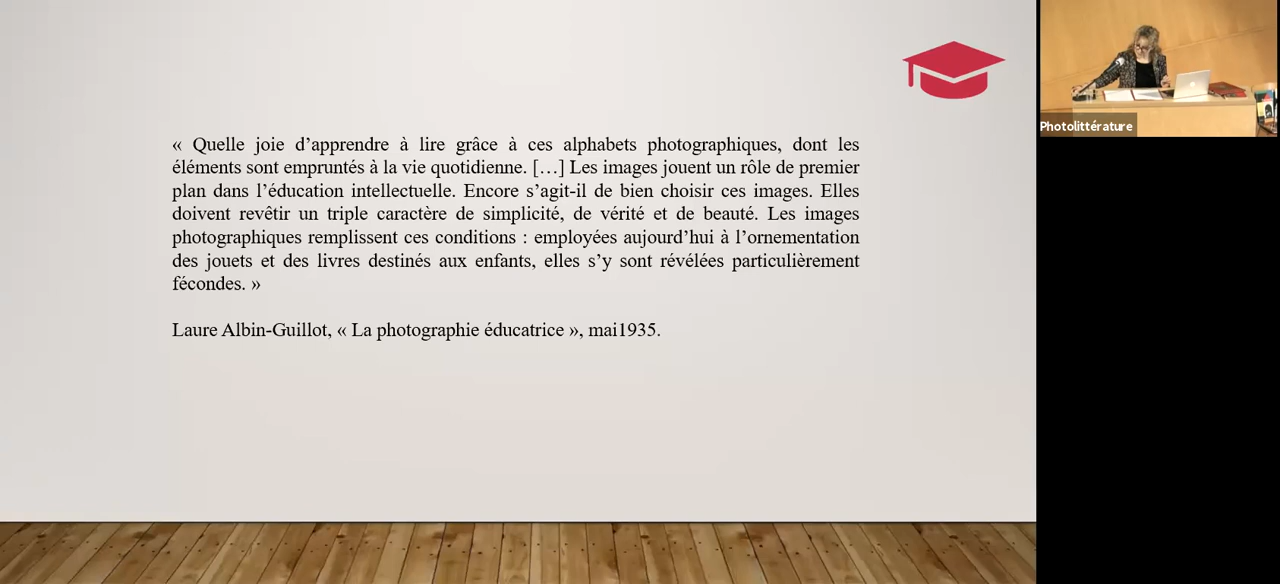 « Quelle joie d’apprendre à lire grâce à ces alphabets photographiques, dont les
éléments sont empruntés à la vie quotidienne. […] Les images jouent un rôle de premier
plan dans l’éducation intellectuelle. Encore s’agit-il de bien choisir ces images. Elles
doivent revêtir un triple caractère de simplicité, de vérité et de beauté. Les images
photographiques remplissent ces conditions : employées aujourd’hui à l’ornementation
des jouets et des livres destinés aux enfants, elles s’y sont révélées particulièrement
fécondes. »
Laure Albin-Guillot, « La photographie éducatrice », mai1935.
Photolittérature